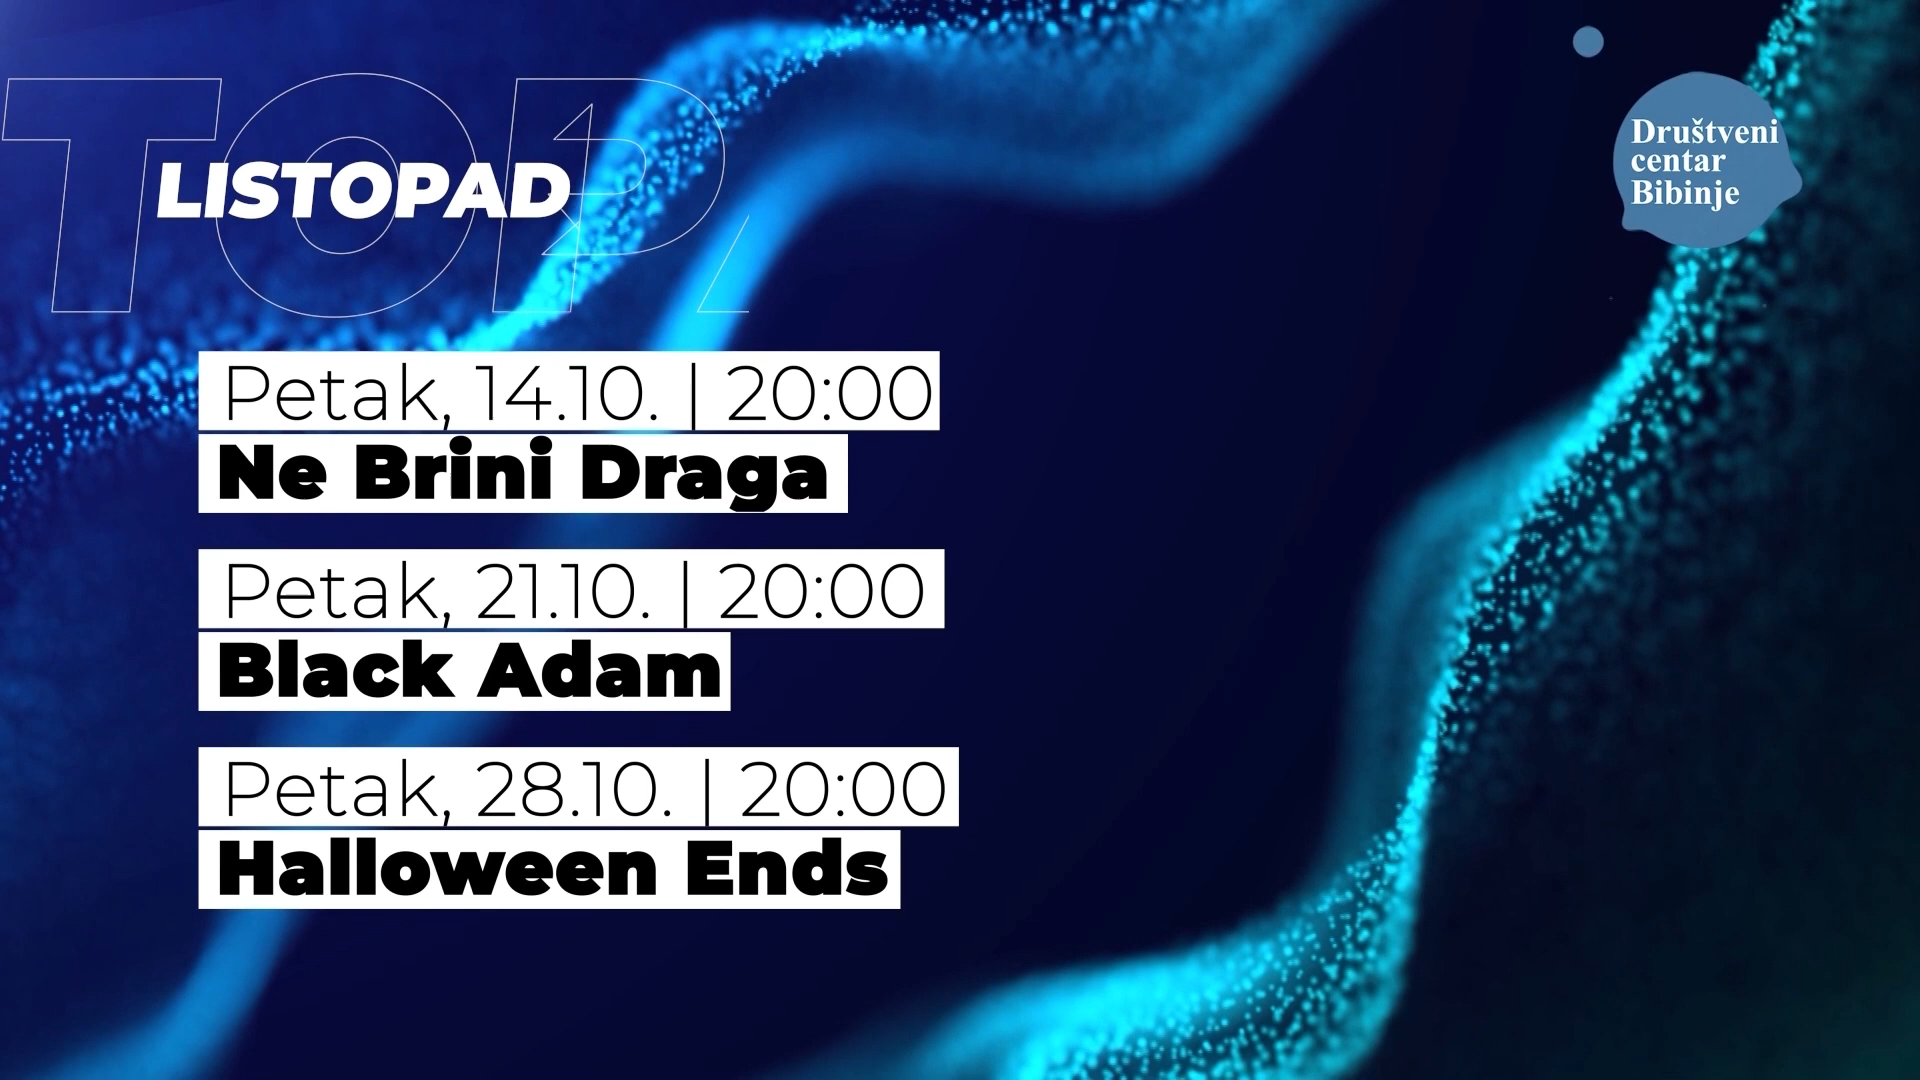 LISTOPAD
Društveni
centar
Bibinje
Petak, 14.10. | 20:00
Ne Brini Draga
Petak, 21.10. | 20:00
Black Adam
Petak, 28.10. | 20:00
Halloween Ends